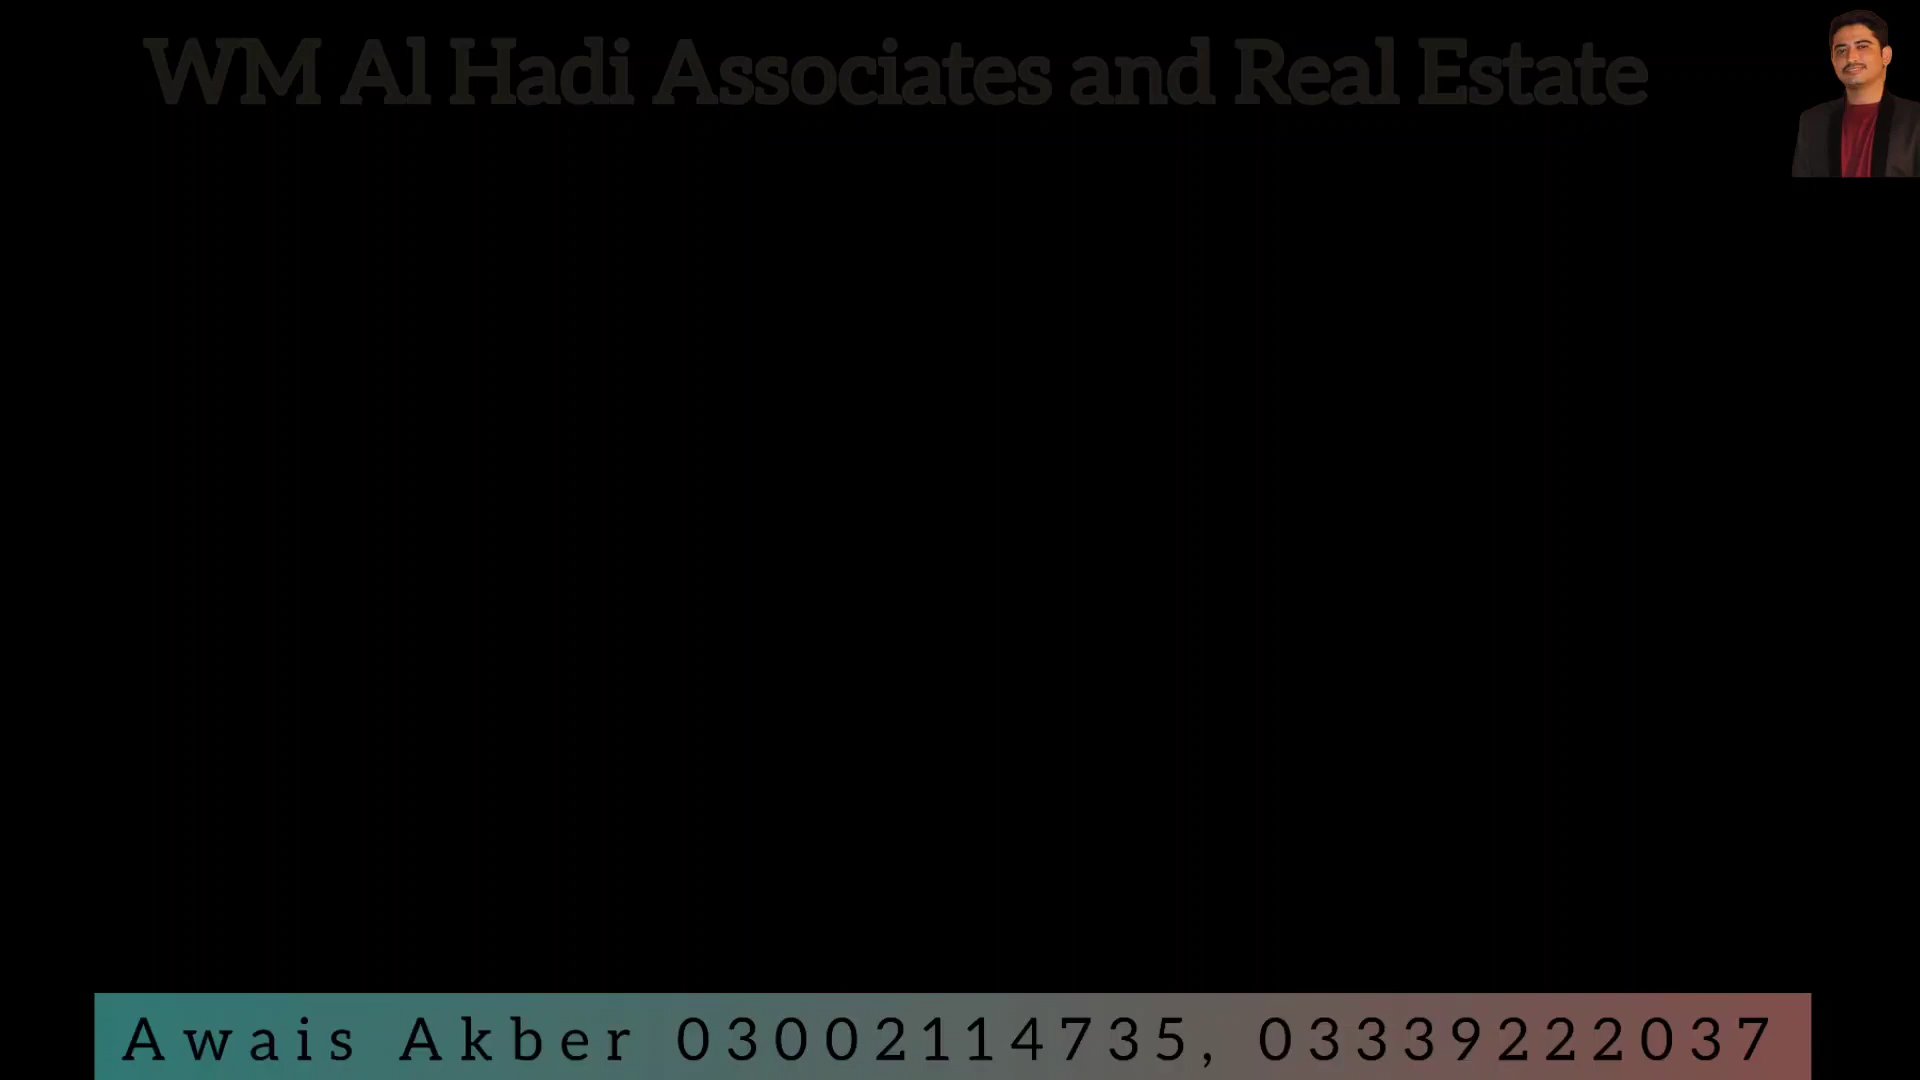 WM Al Hadi Associates and Real Estate
Awais Akber 03002114735, 03339222037